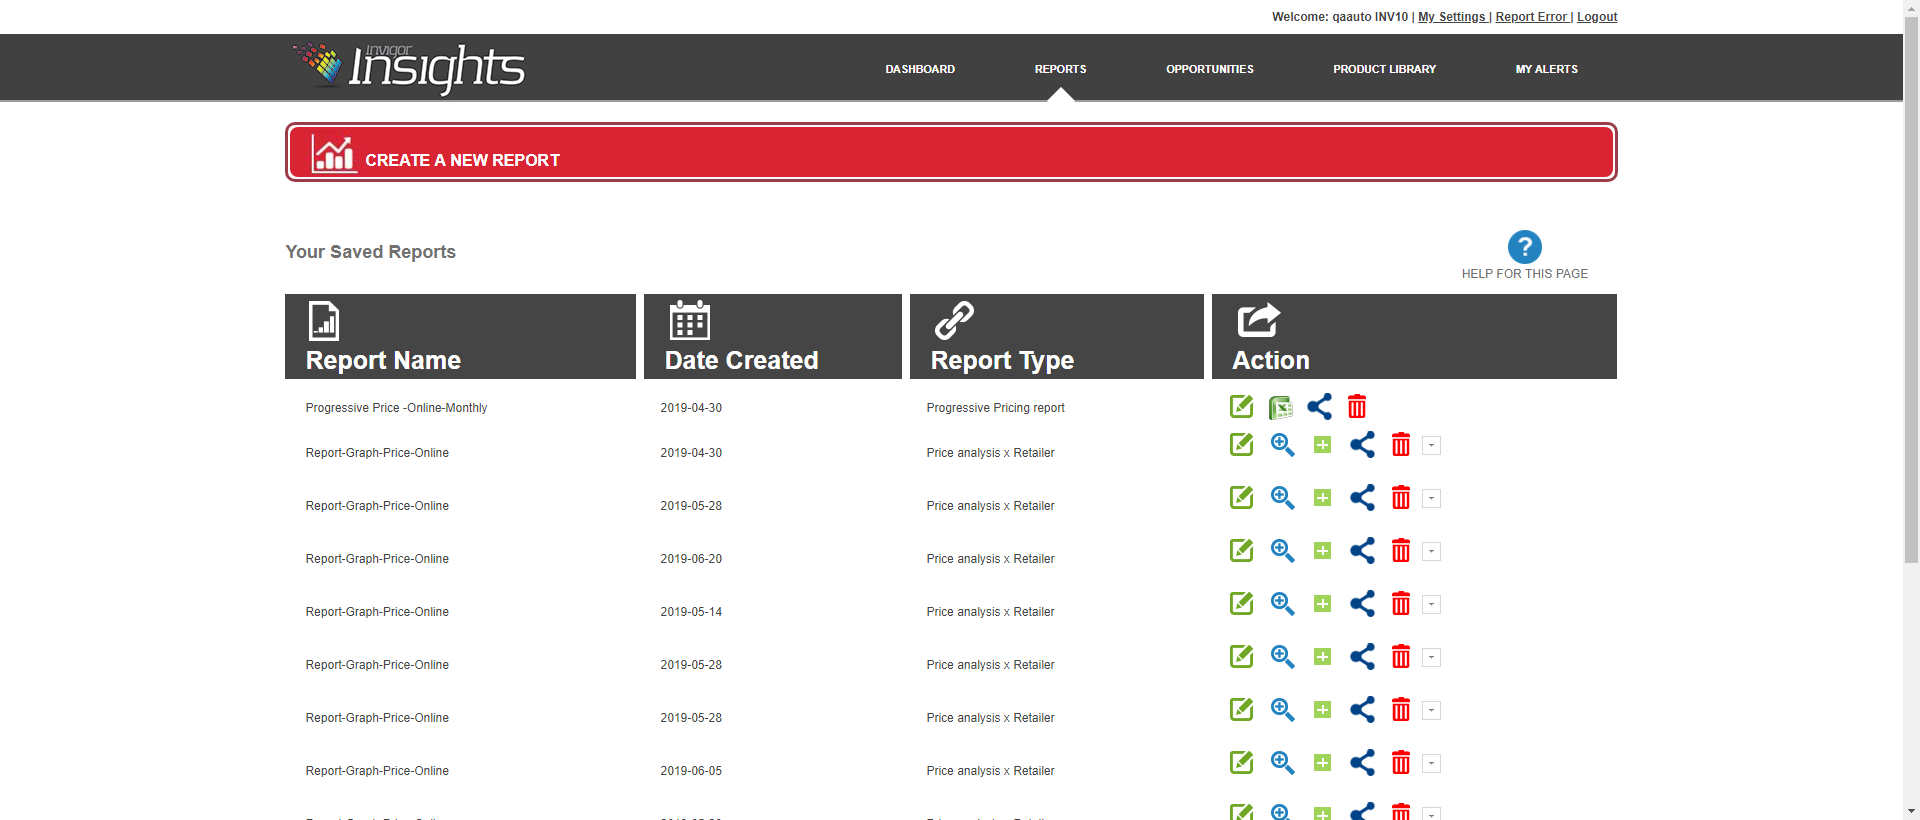 Welcome: qaauto INV10 | My Settings | Report Error | Logout
Invigor
Insights
DASHBOARD REPORTS OPPORTUNITIES PRODUCT LIBRARY MY ALERTS
CREATE A NEW REPORT
Your Saved Reports
?
HELP FOR THIS PAGE
Report Name Date Created Report Type Action
Progressive Price -Online-Monthly 2019-04-30 Progressive Pricing report
Report-Graph-Price-Online 2019-04-30 Price analysis x Retailer
Report-Graph-Price-Online 2019-05-28 Price analysis x Retailer
Report-Graph-Price-Online 2019-06-20 Price analysis x Retailer
Report-Graph-Price-Online 2019-05-14 Price analysis x Retailer
Report-Graph-Price-Online 2019-05-28 Price analysis x Retailer
Report-Graph-Price-Online 2019-05-28 Price analysis x Retailer
Report-Graph-Price-Online 2019-06-05 Price analysis x Retailer